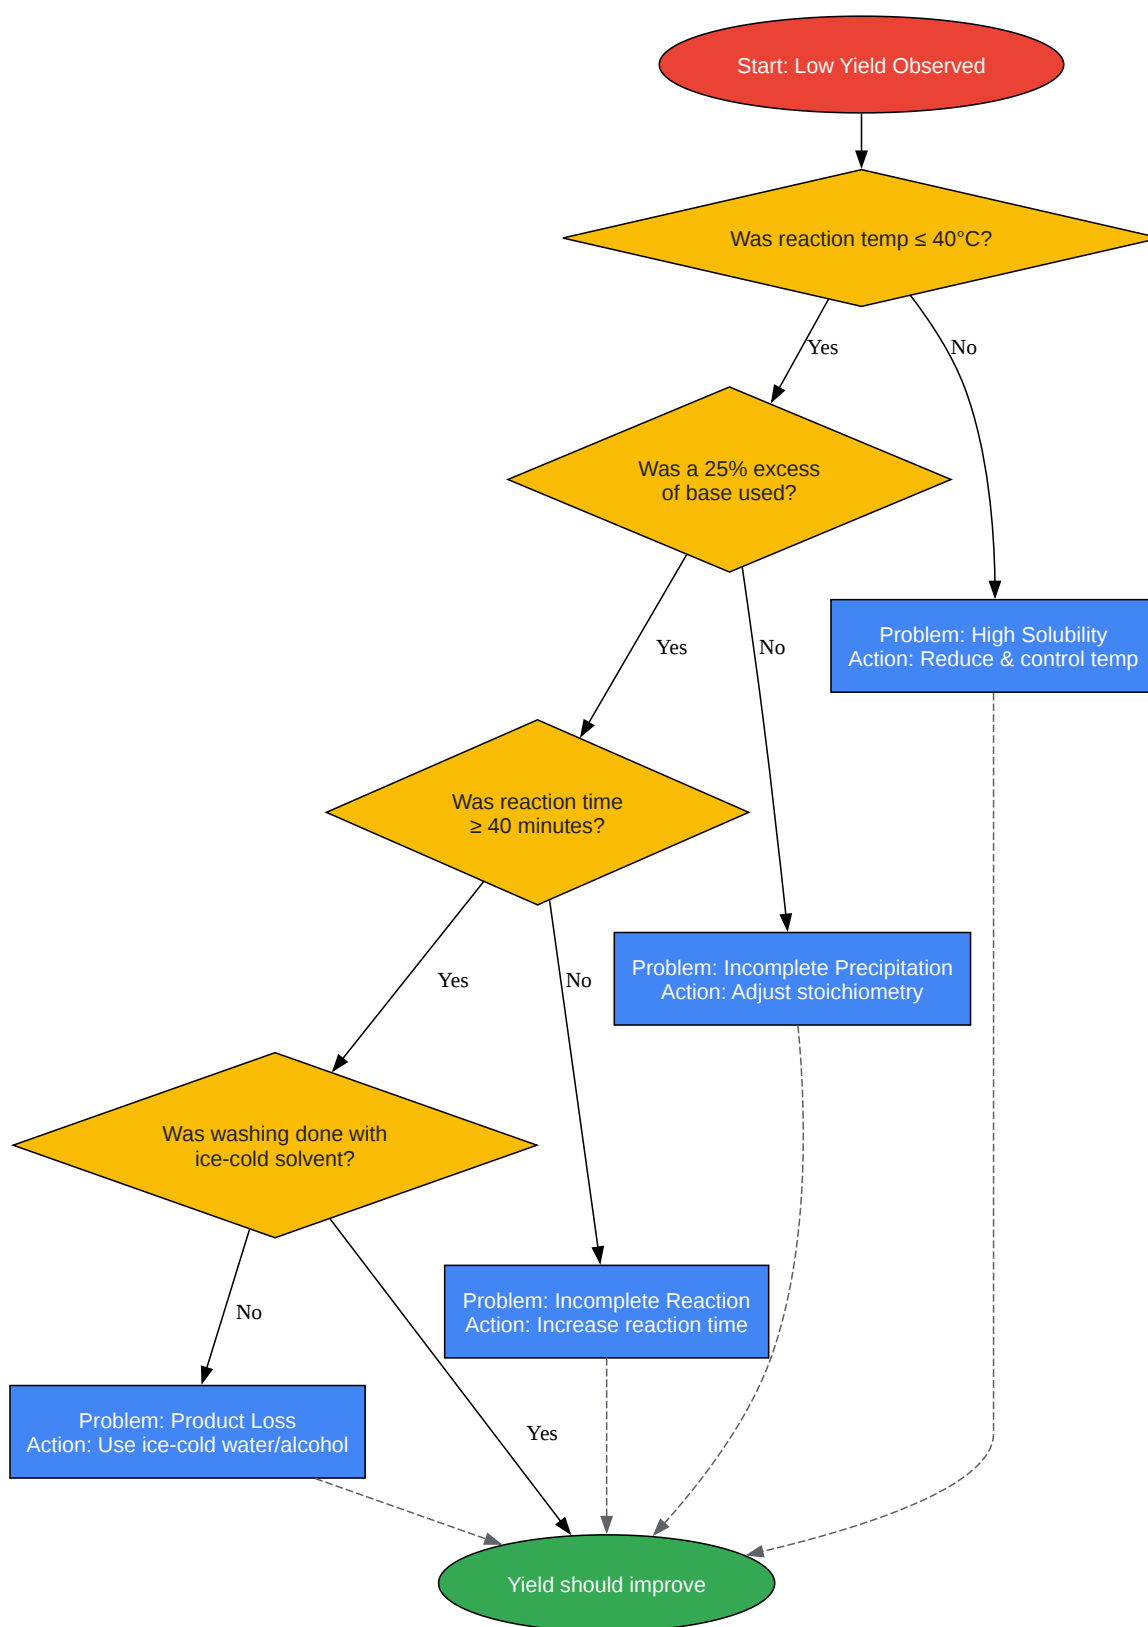 Start: Low Yield Observed
Was reaction temp ≤ 40°C?
Yes
No
Was a 25% excess
of base used?
Problem: High Solubility
Action: Reduce & control temp
Yes
No
Was reaction time
≥ 40 minutes?
Problem: Incomplete Precipitation
Action: Adjust stoichiometry
Yes
No
Was washing done with
ice-cold solvent?
Problem: Incomplete Reaction
Action: Increase reaction time
No
Yes
Problem: Product Loss
Action: Use ice-cold water/alcohol
Yield should improve